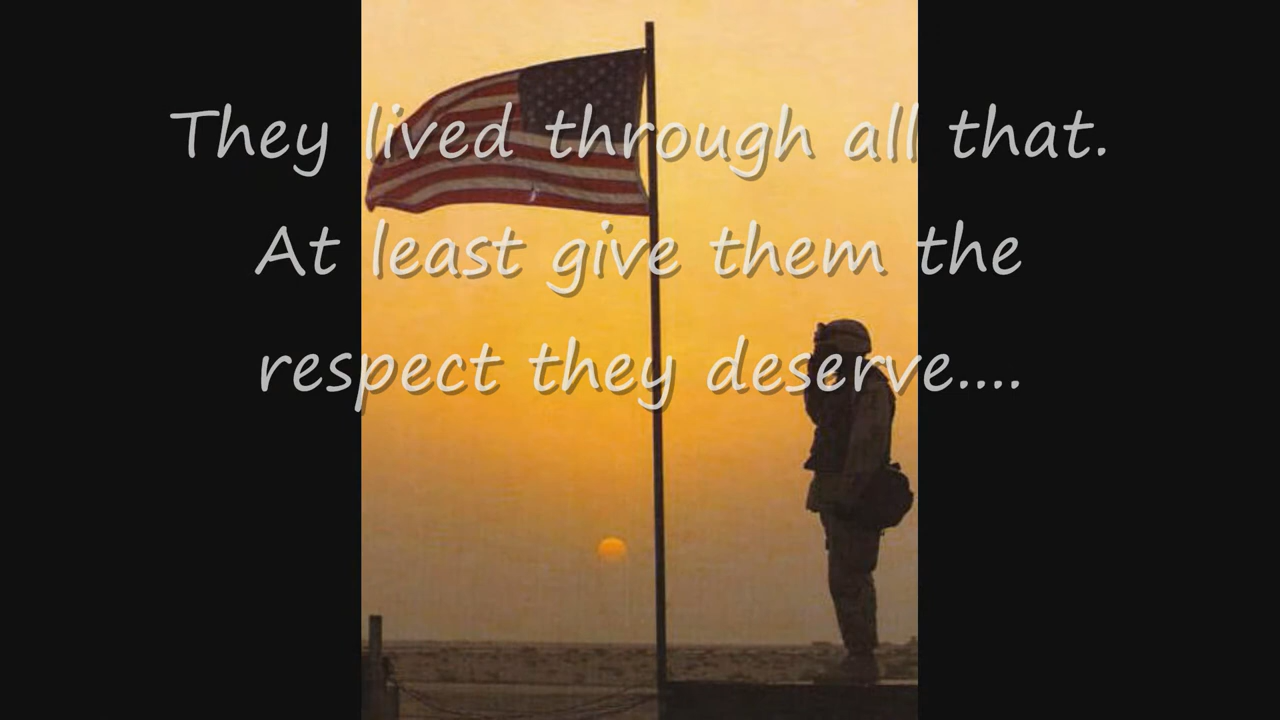 They lived through all that.
At least give them the
respect they deserve....